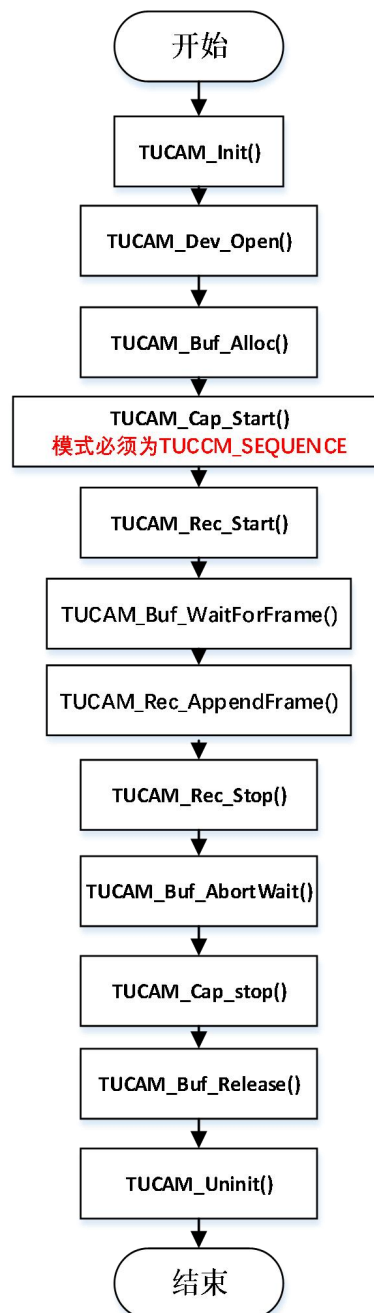 开始
TUCAM_Init()
TUCAM_Dev_Open()
TUCAM_Buf_Alloc()
TUCAM_Cap_Start()
模式必须为TUCCM_SEQUENCE
TUCAM_Rec_Start()
TUCAM_Buf_WaitForFrame()
TUCAM_Rec_AppendFrame()
TUCAM_Rec_Stop()
TUCAM_Buf_AbortWait()
TUCAM_Cap_stop()
TUCAM_Buf_Release()
TUCAM_Uninit()
结束